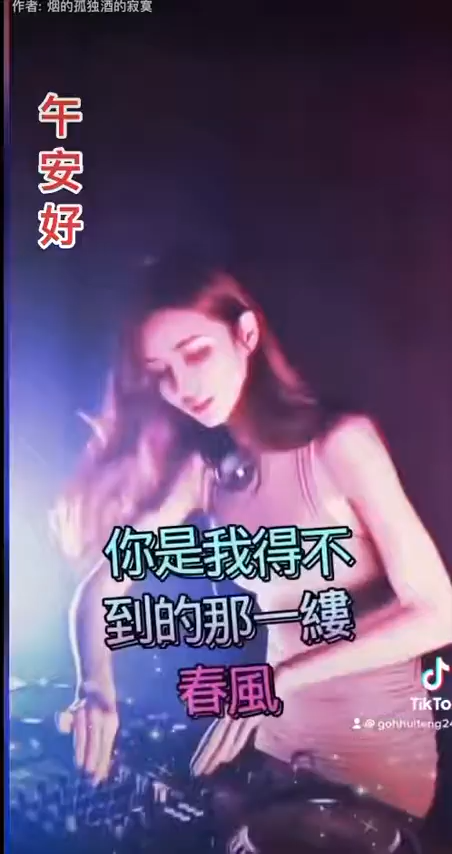 作者: 烟的孤独酒的寂寞
午安好
你是我得不
到的那一縷
春風
TikTo
@gohhuiteng24